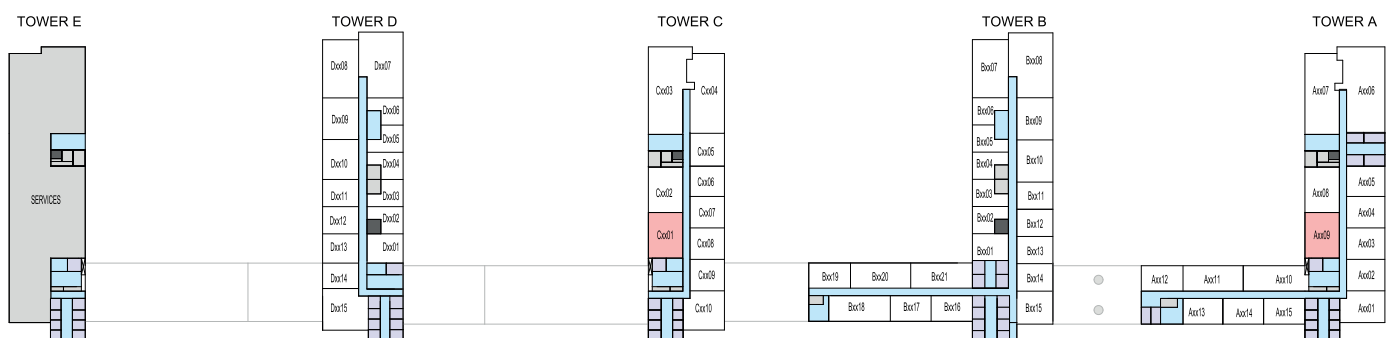 TOWER E
TOWER D
TOWER C
TOWER B
TOWER A
SERVICES
Dxx08
Dxx07
Dxx09
Dxx06
Dxx05
Dxx10
Dxx04
Dxx11
Dxx03
Dxx12
Dxx02
Dxx13
Dxx01
Dxx14
Dxx15
Cxx03
Cxx04
Cxx05
Cxx02
Cxx06
Cxx07
Cxx01
Cxx08
Cxx09
Cxx10
Bxx07
Bxx08
Bxx06
Bxx09
Bxx05
Bxx10
Bxx04
Bxx03
Bxx11
Bxx02
Bxx12
Bxx01
Bxx13
Bxx19
Bxx20
Bxx21
Bxx14
Bxx18
Bxx17
Bxx16
Bxx15
Axx07
Axx06
Axx08
Axx05
Axx04
Axx09
Axx03
Axx12
Axx11
Axx10
Axx02
Axx13
Axx14
Axx15
Axx01